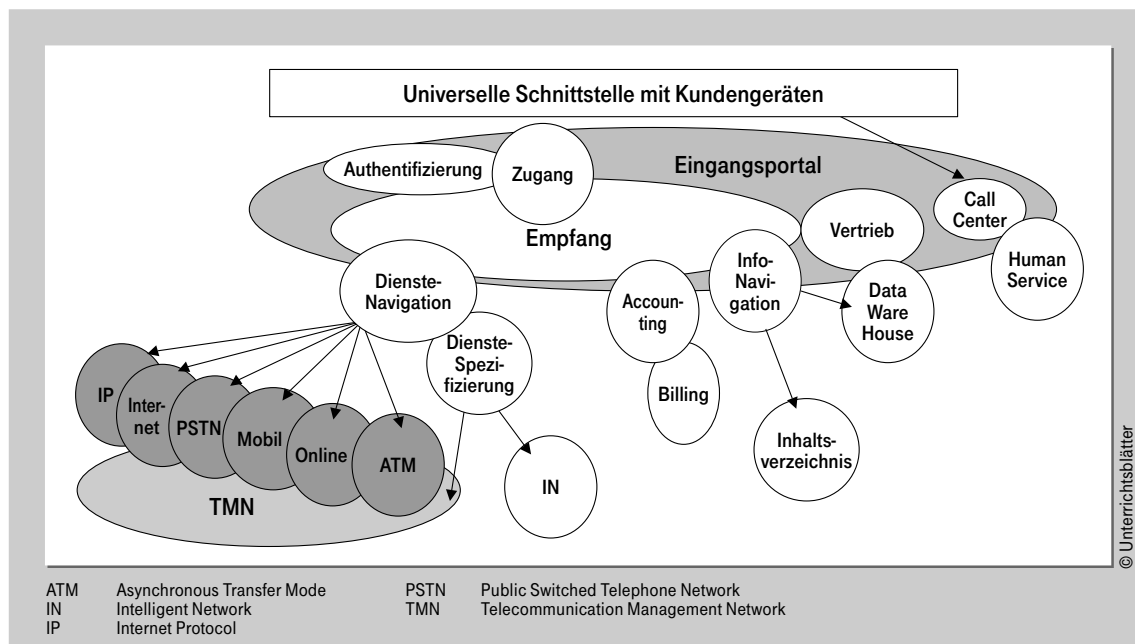 Universelle Schnittstelle mit Kundengeräten
Authentifizierung
Zugang
Eingangsportal
Empfang
Vertrieb
Call
Center
Human
Service
Dienste-
Navigation
Info-
Navi-
gation
Accoun-
ting
Data
Ware
House
Dienste-
Spezi-
fizierung
Billing
IP
Inter-
net
PSTN
Mobil
Online
ATM
TMN
IN
Inhalts-
verzeichnis
© Unterrichtsblätter
ATM Asynchronous Transfer Mode
IN Intelligent Network
IP Internet Protocol
PSTN Public Switched Telephone Network
TMN Telecommunication Management Network